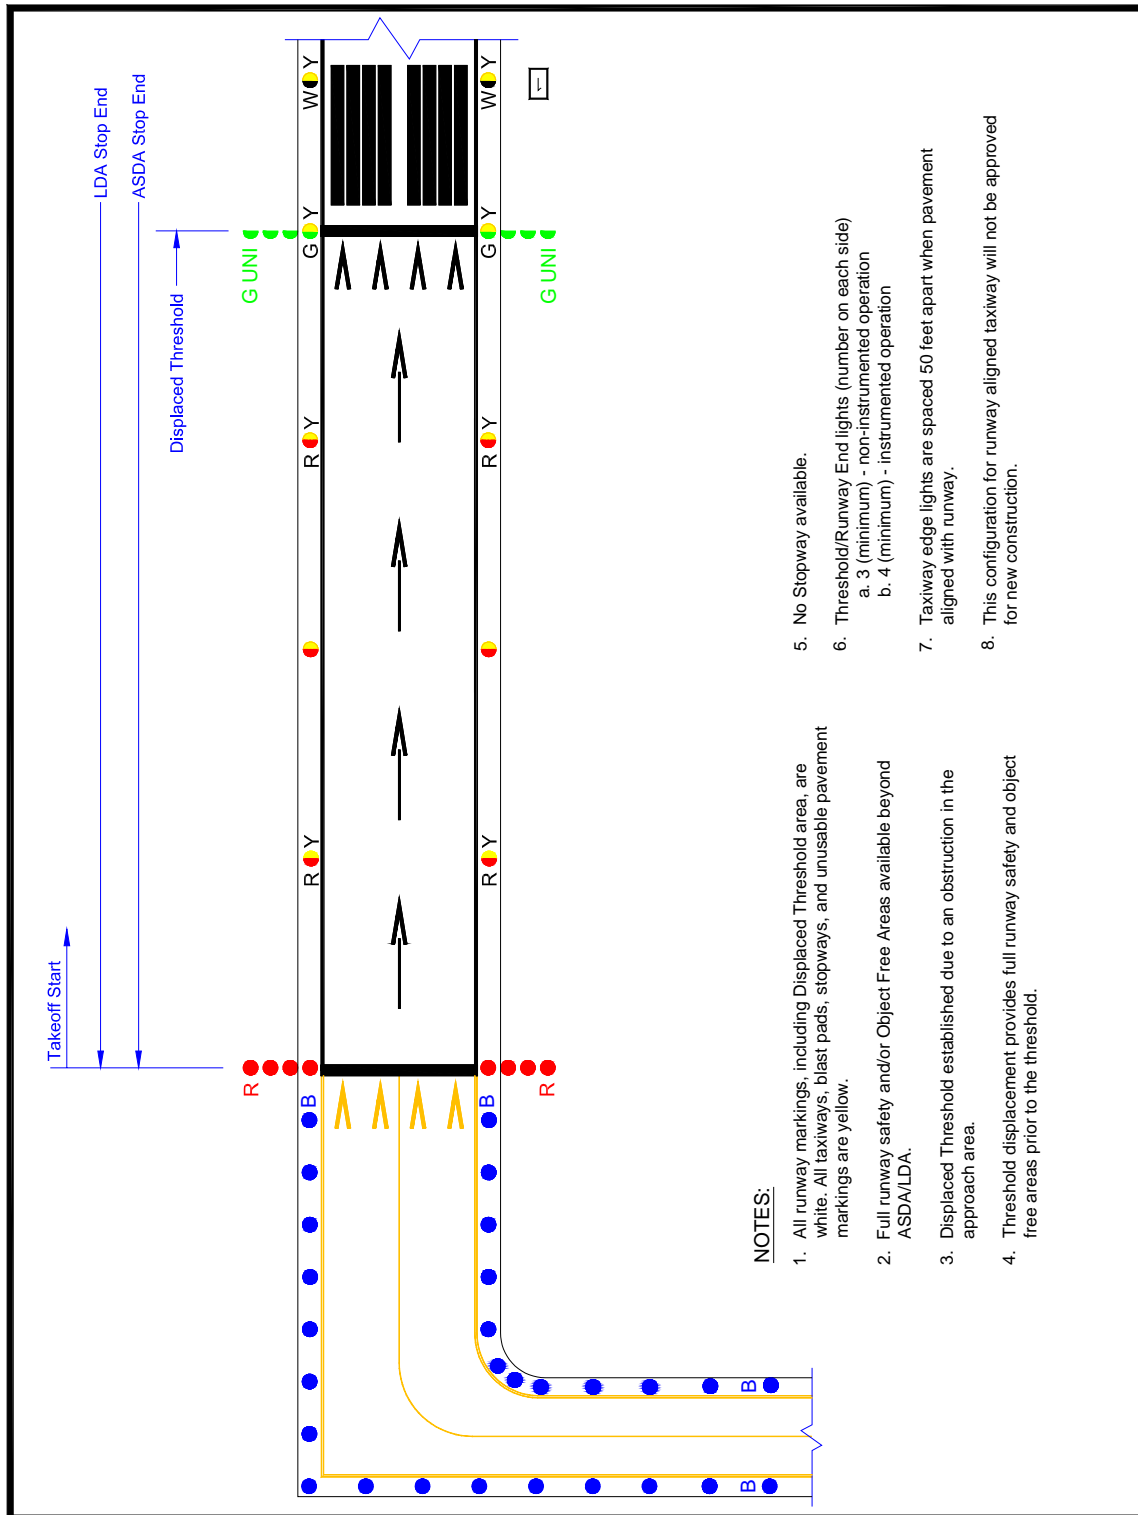 LDA Stop End
ASDA Stop End
Displaced Threshold
Takeoff Start
R
B
R Y
R Y
G UNI
G Y
W Y
R
B
R Y
R Y
G UNI
G Y
W Y
B
B
NOTES:
1. All runway markings, including Displaced Threshold area, are
white. All taxiways, blast pads, stopways, and unusable pavement
markings are yellow.
2. Full runway safety and/or Object Free Areas available beyond
ASDA/LDA.
3. Displaced Threshold established due to an obstruction in the
approach area.
4. Threshold displacement provides full runway safety and object
free areas prior to the threshold.
5. No Stopway available.
6. Threshold/Runway End lights (number on each side)
a. 3 (minimum) - non-instrumented operation
b. 4 (minimum) - instrumented operation
7. Taxiway edge lights are spaced 50 feet apart when pavement
aligned with runway.
8. This configuration for runway aligned taxiway will not be approved
for new construction.